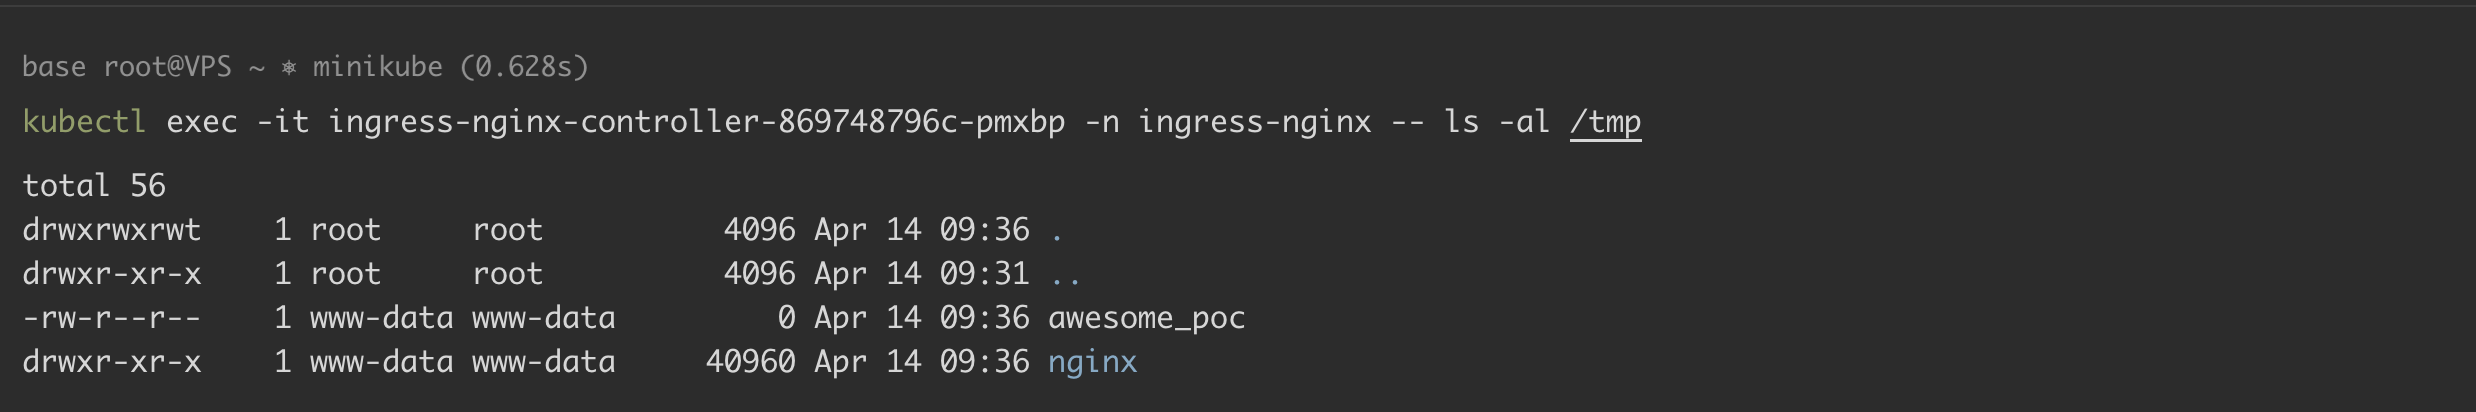 base root@VPS ~ ⎈ minikube (0.628s)
kubectl exec -it ingress-nginx-controller-869748796c-pmxbp -n ingress-nginx -- ls -al /tmp
total 56
drwxrwxrwt    1 root     root          4096 Apr 14 09:36 .
drwxr-xr-x    1 root     root          4096 Apr 14 09:31 ..
-rw-r--r--    1 www-data www-data         0 Apr 14 09:36 awesome_poc
drwxr-xr-x    1 www-data www-data     40960 Apr 14 09:36 nginx